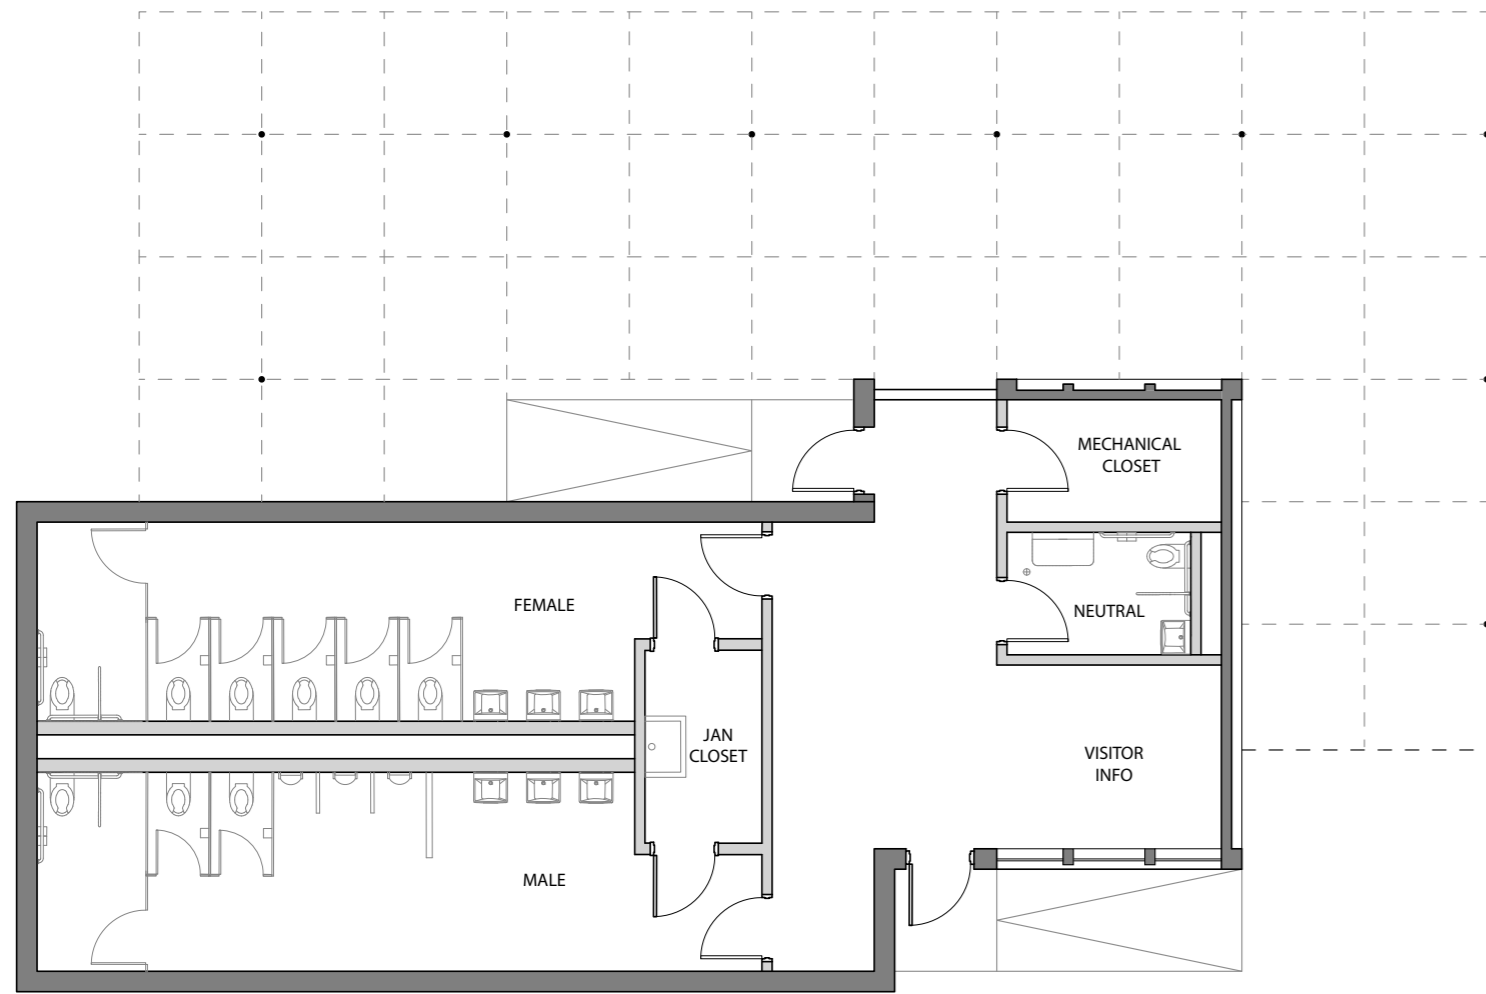 MECHANICAL
CLOSET
FEMALE
NEUTRAL
JAN
CLOSET
VISITOR
INFO
MALE